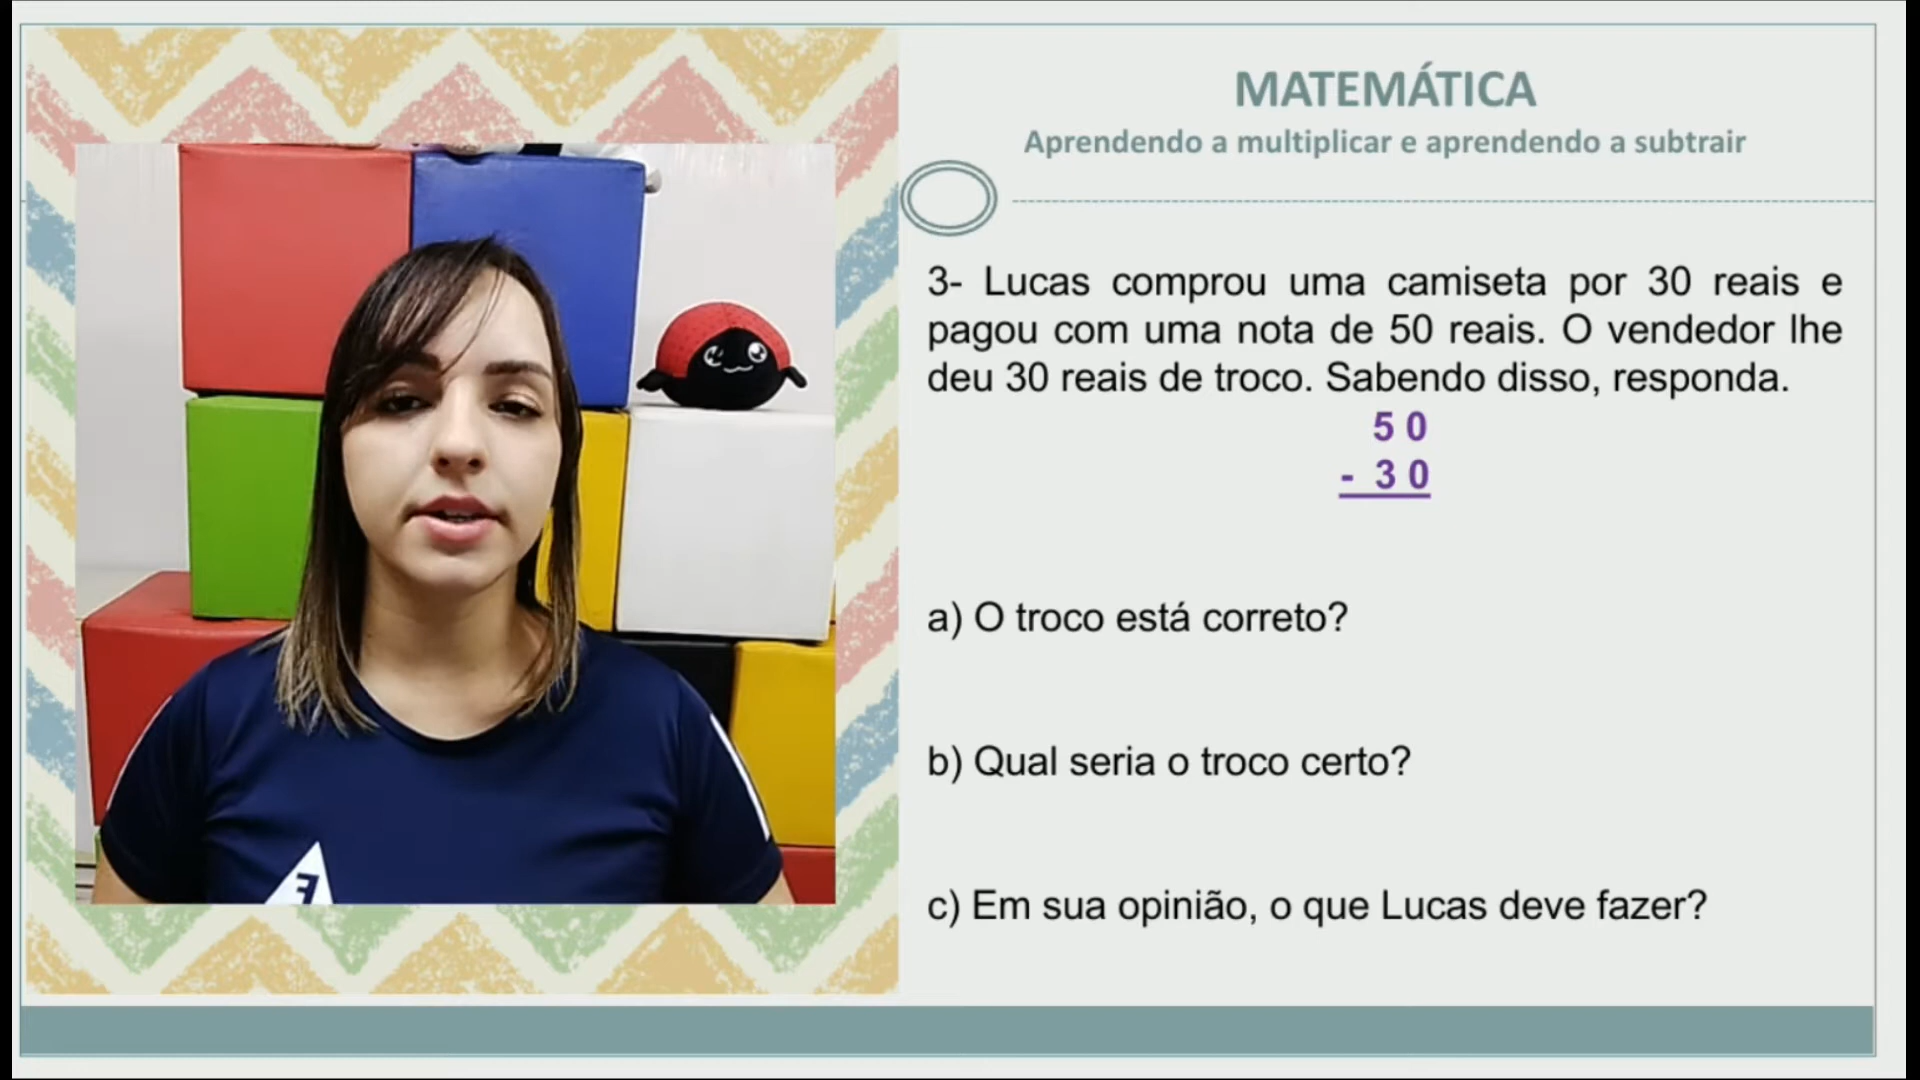 MATEMÁTICA
Aprendendo a multiplicar e aprendendo a subtrair
3- Lucas comprou uma camiseta por 30 reais e
pagou com uma nota de 50 reais. O vendedor lhe
deu 30 reais de troco. Sabendo disso, responda.
5 0
- 3 0
a) O troco está correto?
b) Qual seria o troco certo?
c) Em sua opinião, o que Lucas deve fazer?